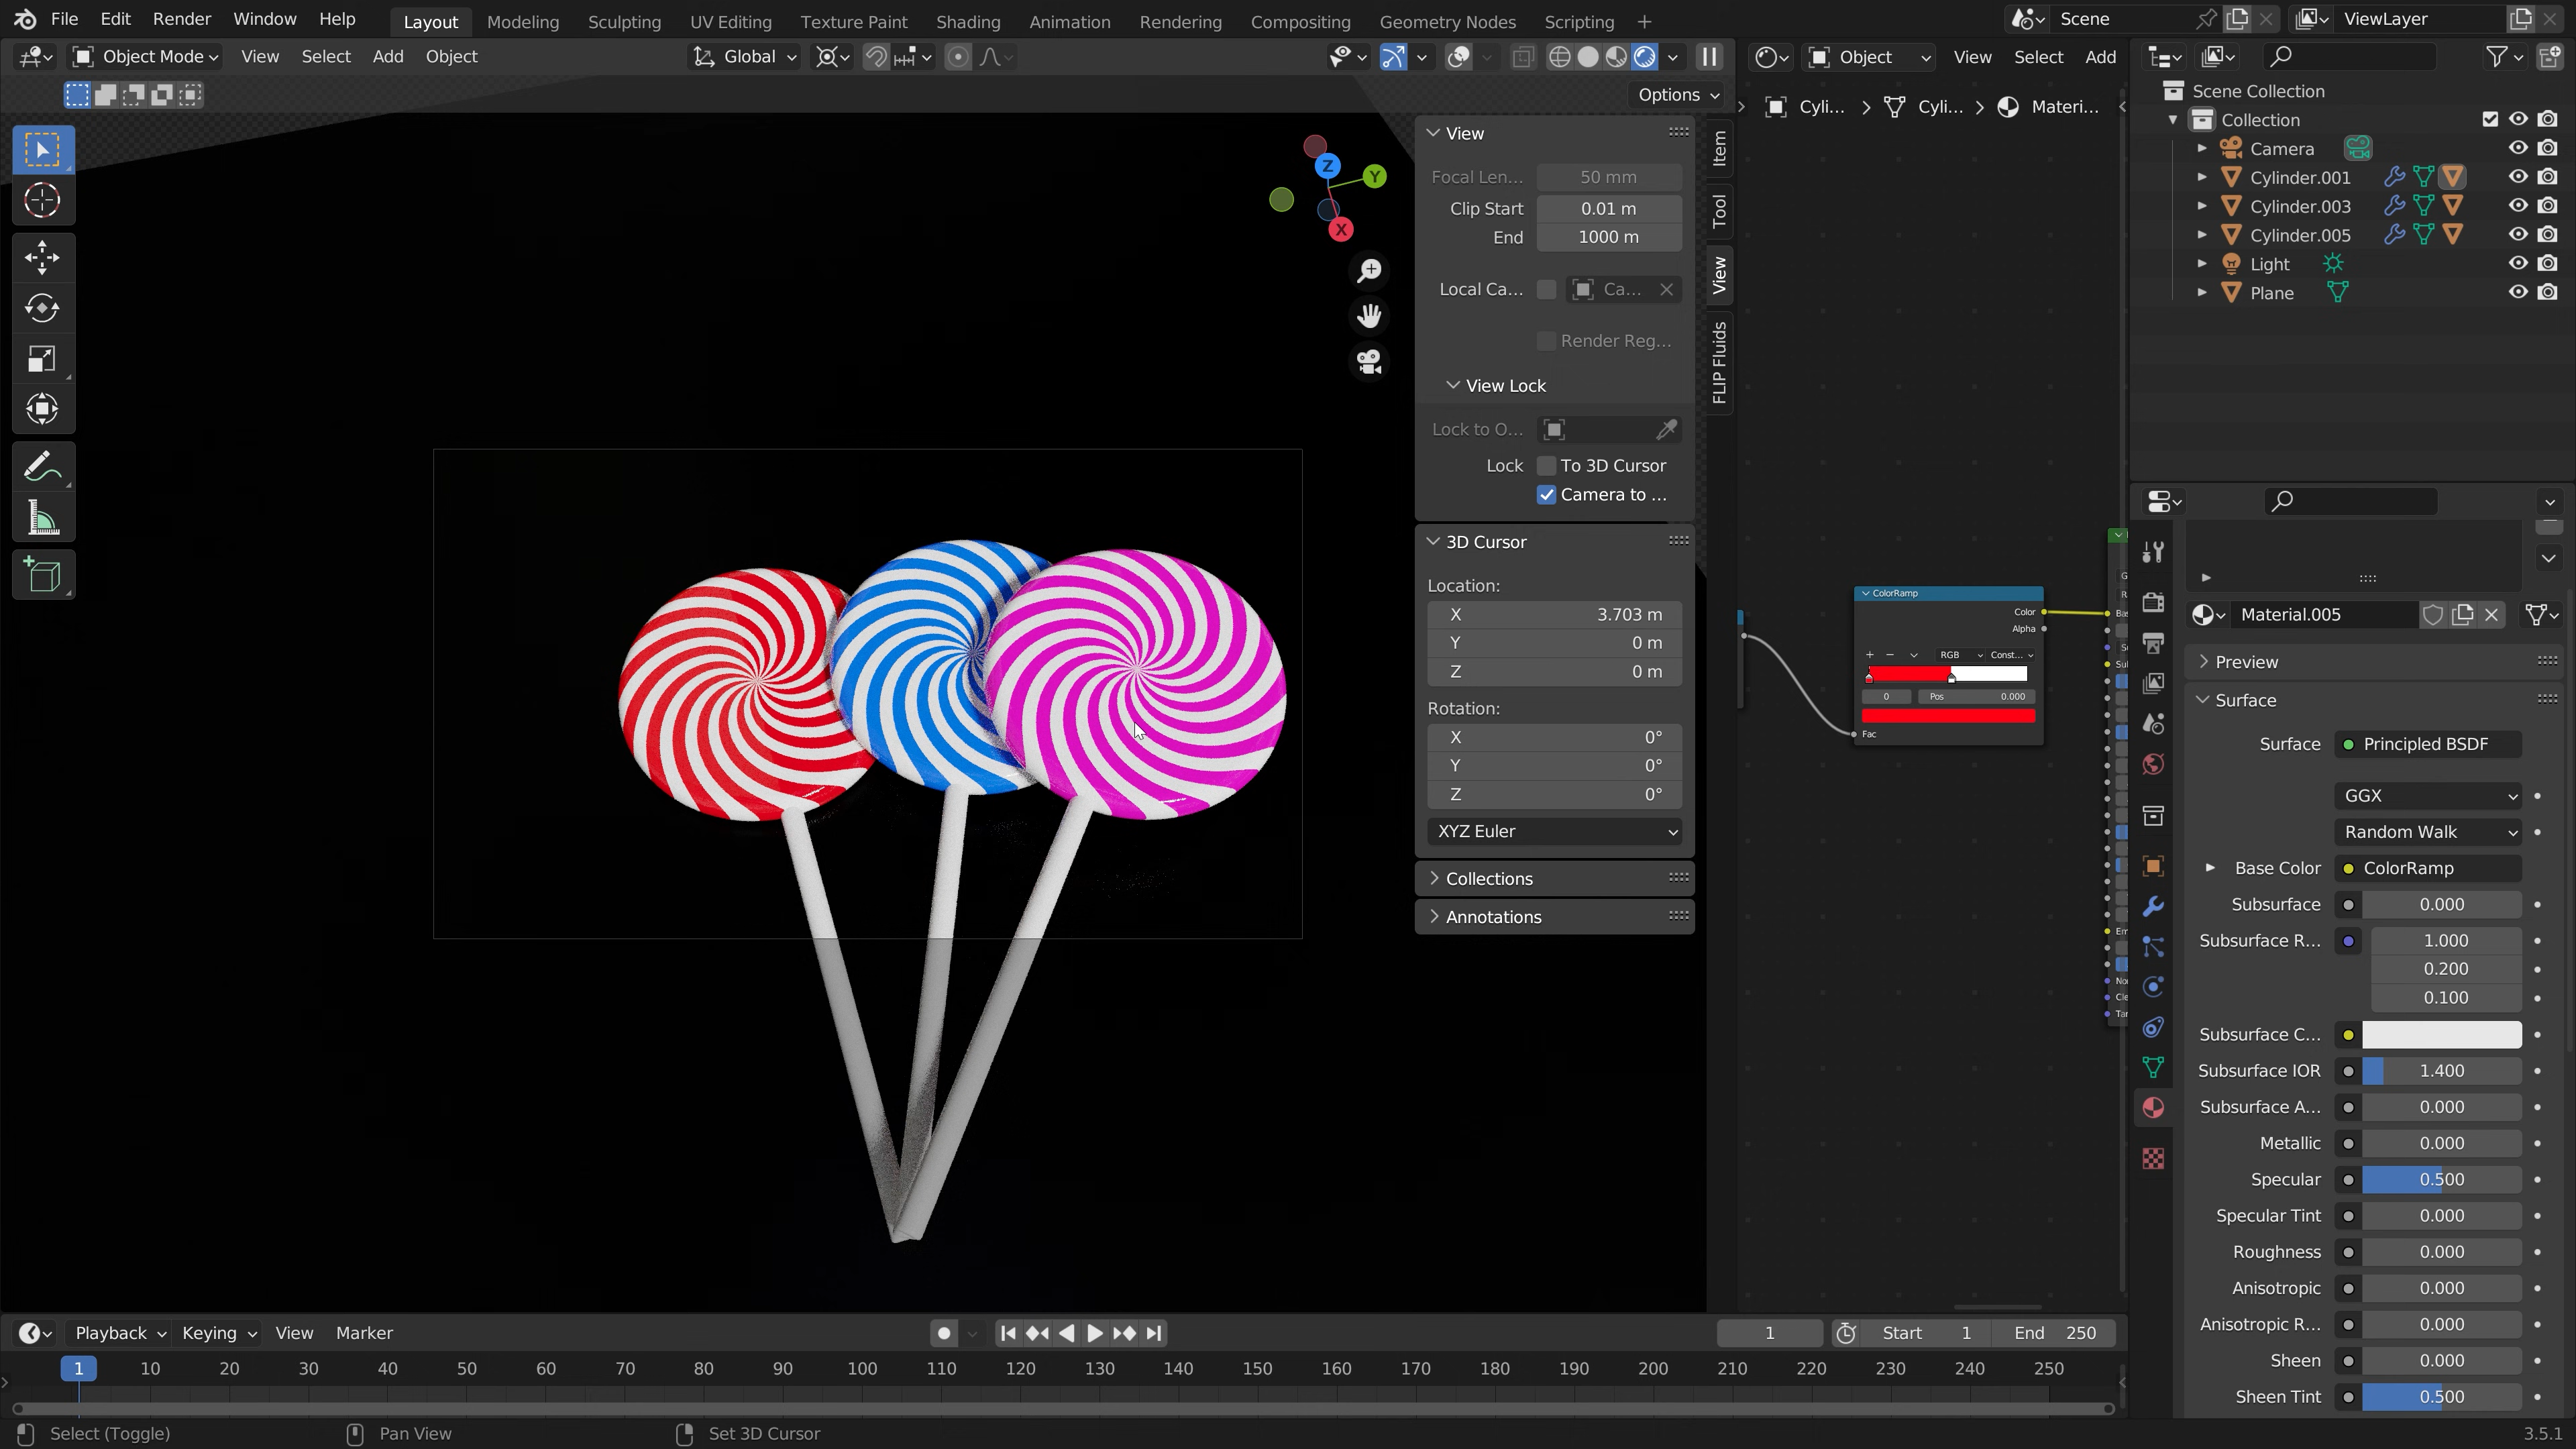 File Edit Render Window Help Layout Modeling Sculpting UV Editing Texture Paint Shading Animation Rendering Compositing Geometry Nodes Scripting + Scene ViewLayer
Object Mode View Select Add Object Global Object View Select Add
Options
Cyli... Cyli... Materi...
Scene Collection
Collection
Camera
Cylinder.001
Cylinder.003
Cylinder.005
Light
Plane
Z
Y
X
View
Focal Len... 50 mm
Clip Start 0.01 m
End 1000 m
Local Ca... Ca...
Render Reg...
View Lock
Lock to O...
Lock To 3D Cursor
Camera to ...
3D Cursor
Location:
X 3.703 m
Y 0 m
Z 0 m
Rotation:
X 0°
Y 0°
Z 0°
XYZ Euler
Collections
Annotations
Item
Tool
View
FLIP Fluids
ColorRamp
Color
Alpha
RGB Const...
0 Pos 0.000
Fac
Material.005
Preview
Surface
Surface Principled BSDF
GGX
Random Walk
Base Color ColorRamp
Subsurface 0.000
Subsurface R... 1.000
0.200
0.100
Subsurface C...
Subsurface IOR 1.400
Subsurface A... 0.000
Metallic 0.000
Specular 0.500
Specular Tint 0.000
Roughness 0.000
Anisotropic 0.000
Anisotropic R... 0.000
Sheen 0.000
Sheen Tint 0.500
Playback Keying View Marker 1 Start 1 End 250
1 10 20 30 40 50 60 70 80 90 100 110 120 130 140 150 160 170 180 190 200 210 220 230 240 250
Select (Toggle) Pan View Set 3D Cursor 3.5.1